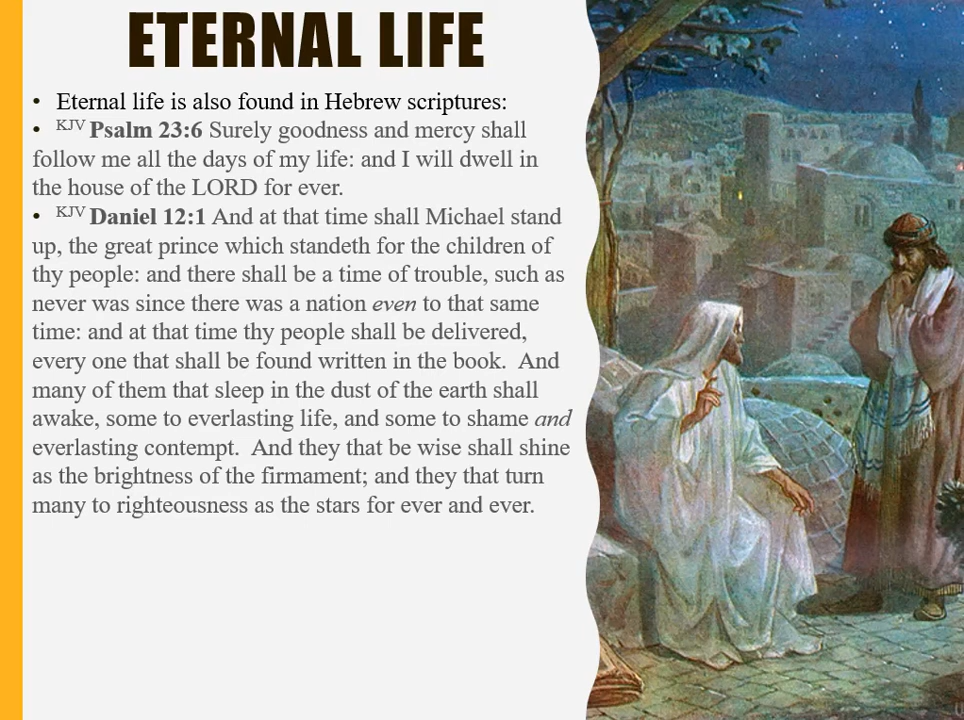 ETERNAL LIFE
• Eternal life is also found in Hebrew scriptures:
• KJV Psalm 23:6 Surely goodness and mercy shall
follow me all the days of my life: and I will dwell in
the house of the LORD for ever.
• KJV Daniel 12:1 And at that time shall Michael stand
up, the great prince which standeth for the children of
thy people: and there shall be a time of trouble, such as
never was since there was a nation even to that same
time: and at that time thy people shall be delivered,
every one that shall be found written in the book. And
many of them that sleep in the dust of the earth shall
awake, some to everlasting life, and some to shame and
everlasting contempt. And they that be wise shall shine
as the brightness of the firmament; and they that turn
many to righteousness as the stars for ever and ever.